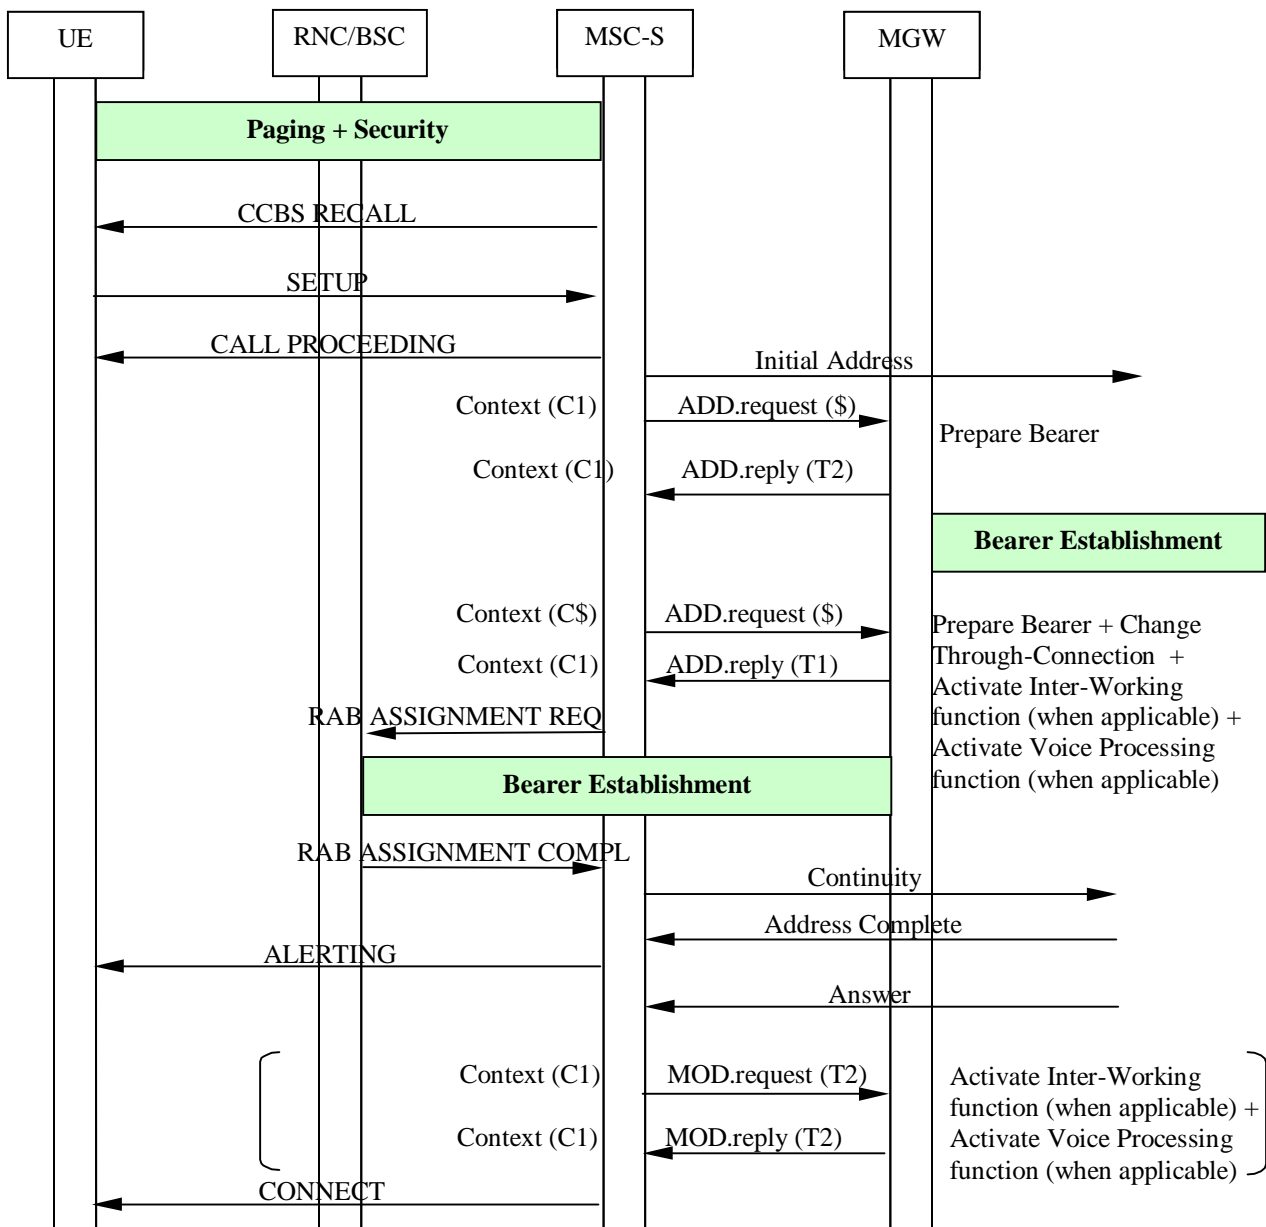 UE
RNC/BSC
MSC-S
MGW
Paging + Security
CCBS RECALL
SETUP
CALL PROCEEDING
Initial Address
Context (C1)
ADD.request ($)
Prepare Bearer
Context (C1)
ADD.reply (T2)
Bearer Establishment
Context (C$)
ADD.request ($)
Prepare Bearer + Change
Through-Connection +
Activate Inter-Working
function (when applicable) +
Activate Voice Processing
function (when applicable)
Context (C1)
ADD.reply (T1)
RAB ASSIGNMENT REQ
Bearer Establishment
RAB ASSIGNMENT COMPL
Continuity
Address Complete
ALERTING
Answer
Context (C1)
MOD.request (T2)
Activate Inter-Working
function (when applicable) +
Activate Voice Processing
function (when applicable)
Context (C1)
MOD.reply (T2)
CONNECT